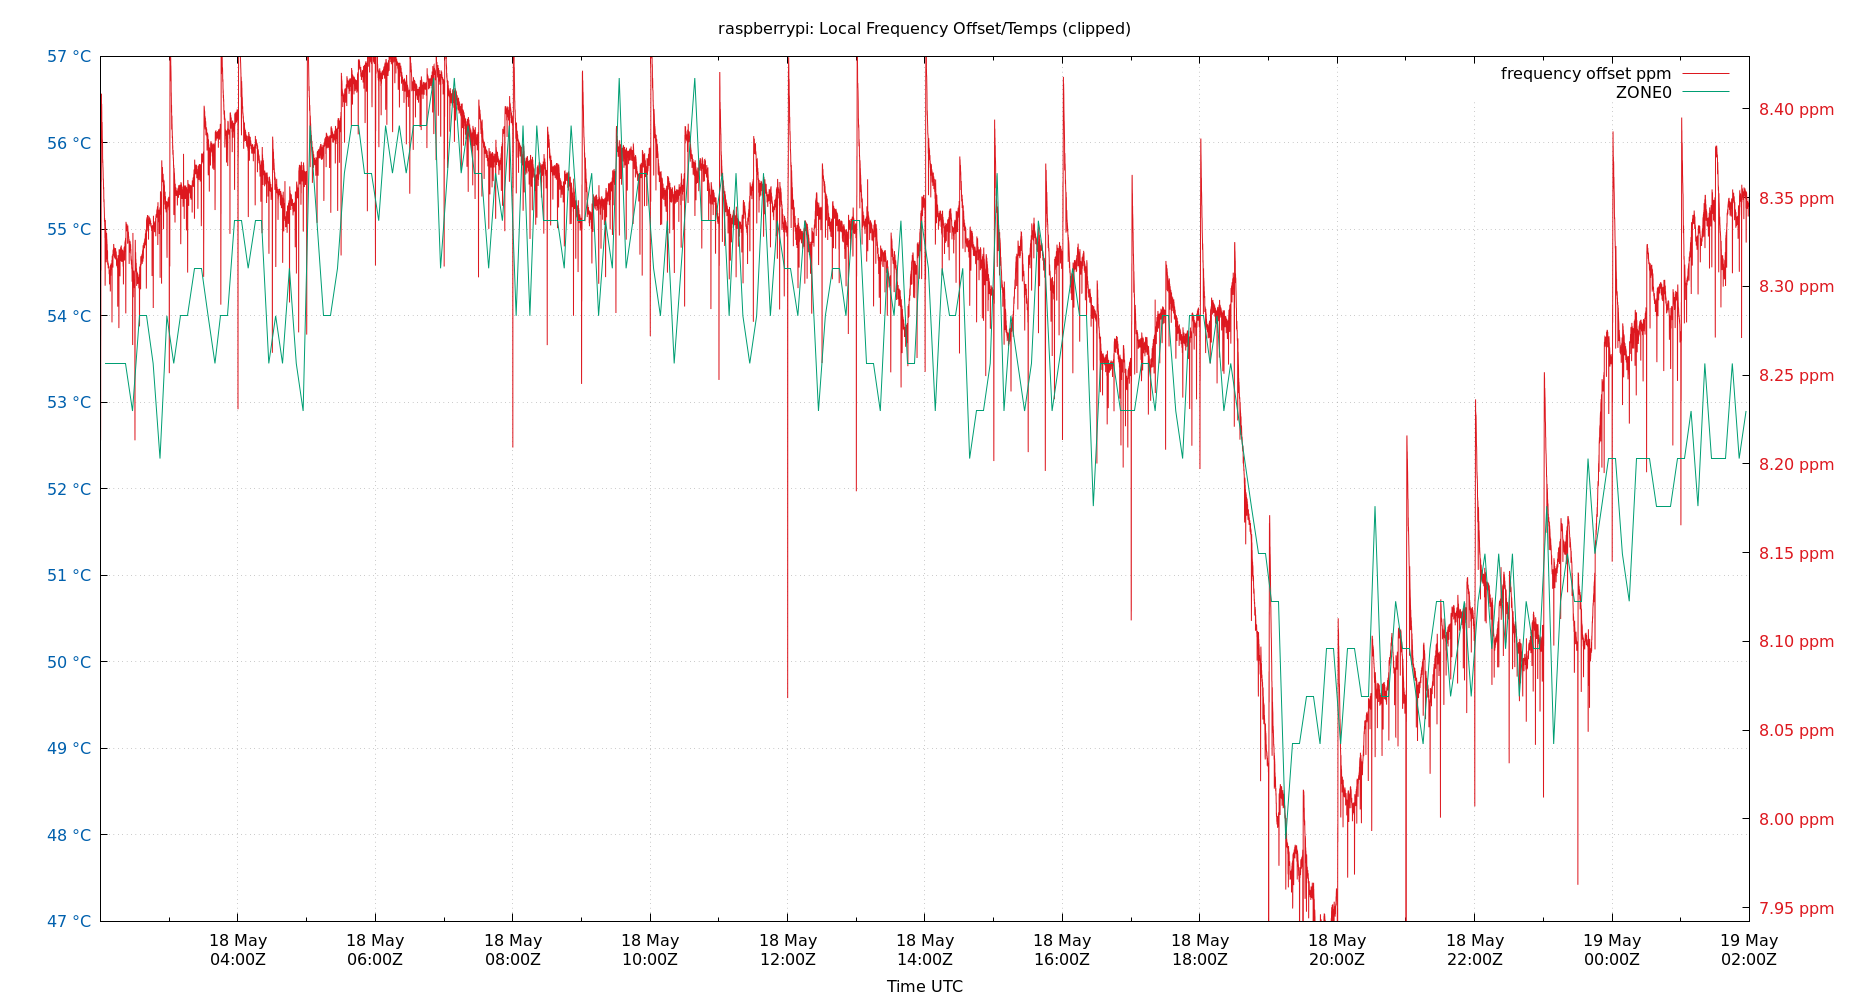 raspberrypi: Local Frequency Offset/Temps (clipped)
frequency offset ppm
ZONE0
57 °C
56 °C
55 °C
54 °C
53 °C
52 °C
51 °C
50 °C
49 °C
48 °C
47 °C
8.40 ppm
8.35 ppm
8.30 ppm
8.25 ppm
8.20 ppm
8.15 ppm
8.10 ppm
8.05 ppm
8.00 ppm
7.95 ppm
18 May 18 May 18 May 18 May 18 May 18 May 18 May 18 May 18 May 18 May 19 May 19 May
04:00Z 06:00Z 08:00Z 10:00Z 12:00Z 14:00Z 16:00Z 18:00Z 20:00Z 22:00Z 00:00Z 02:00Z
Time UTC